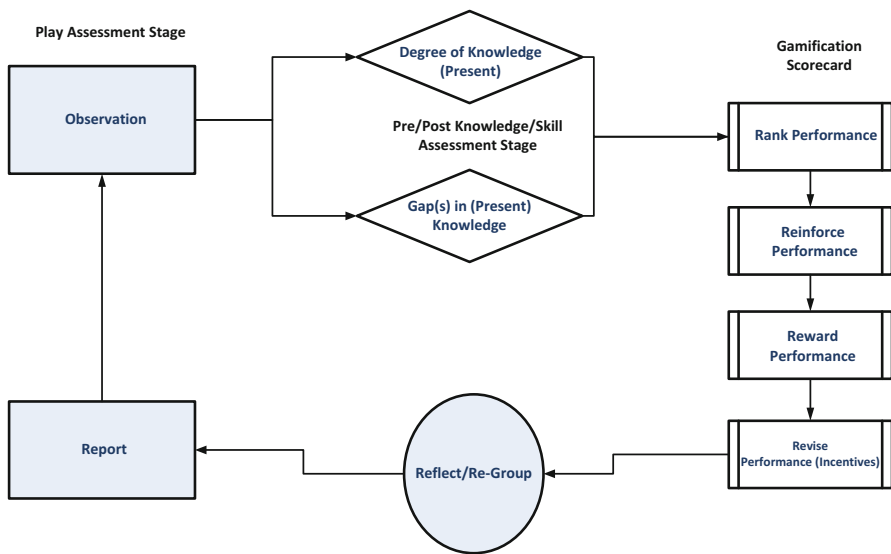 Play Assessment Stage
Observation
Degree of Knowledge
(Present)
Pre/Post Knowledge/Skill
Assessment Stage
Gap(s) in (Present)
Knowledge
Gamification
Scorecard
Rank Performance
Reinforce
Performance
Reward
Performance
Revise
Performance (Incentives)
Reflect/Re-Group
Report